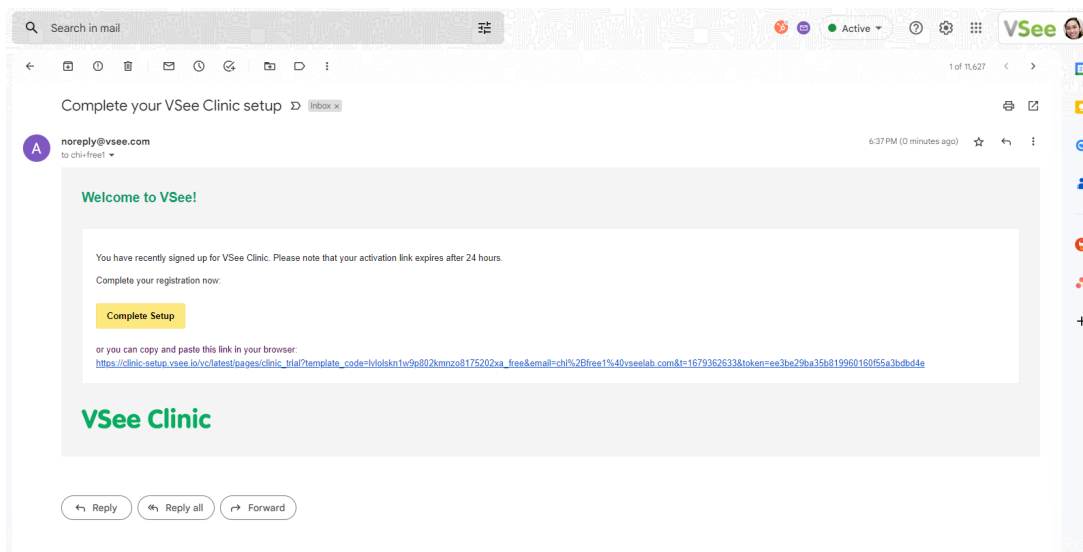 Search in mail
Active
VSee
1 of 11,627
Complete your VSee Clinic setup
Inbox x
A
noreply@vsee.com
6:37 PM (0 minutes ago)
to chi+free1
Welcome to VSee!
You have recently signed up for VSee Clinic. Please note that your activation link expires after 24 hours.
Complete your registration now:
Complete Setup
or you can copy and paste this link in your browser:
https://clinic-setup.vsee.io/vc/latest/pages/clinic_trial?template_code=lvlolskn1w9p802kmnzo8175202xa_free&email=chi%2Bfree1%40vseelab.com&t=1679362633&token=ee3be29ba35b819960160f55a3bdbd4e
VSee Clinic
Reply
Reply all
Forward